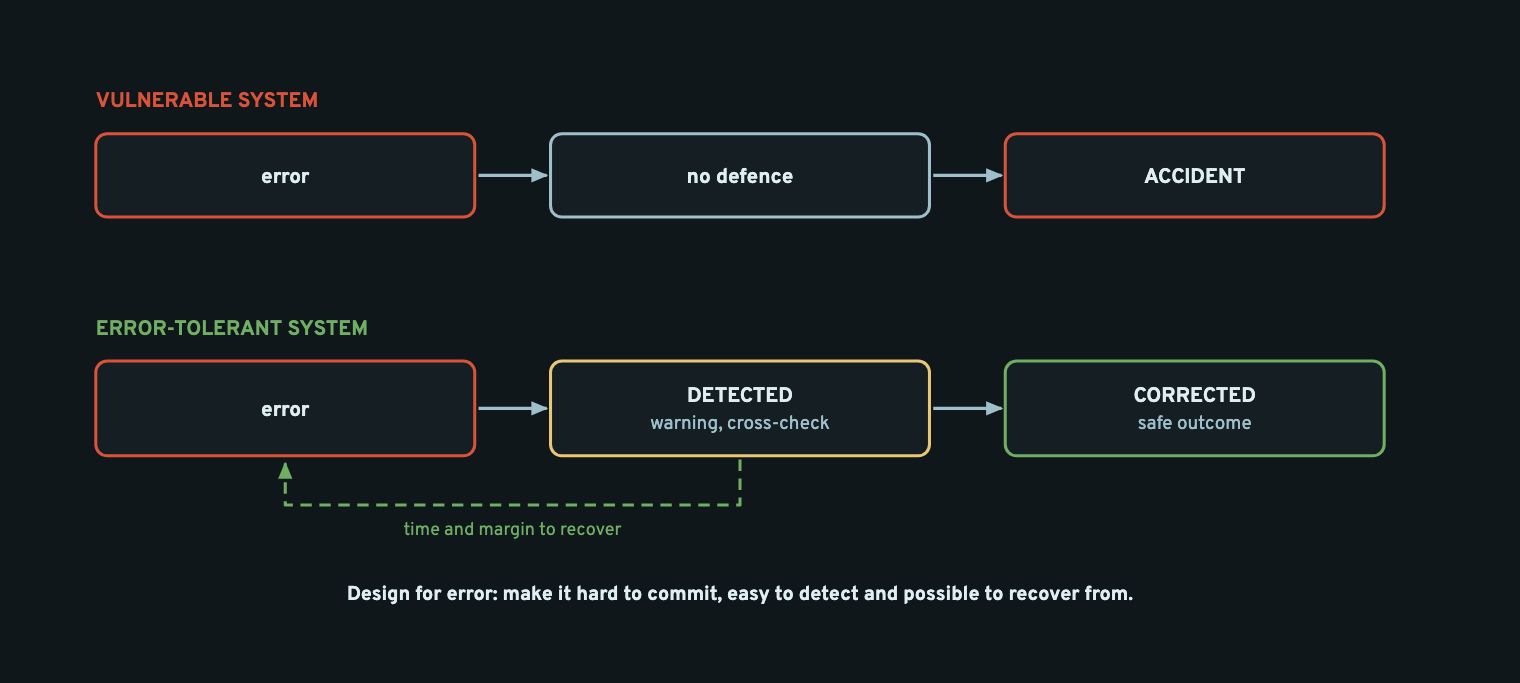 VULNERABLE SYSTEM
error
no defence
ACCIDENT
ERROR-TOLERANT SYSTEM
error
DETECTED
warning, cross-check
CORRECTED
safe outcome
time and margin to recover
Design for error: make it hard to commit, easy to detect and possible to recover from.